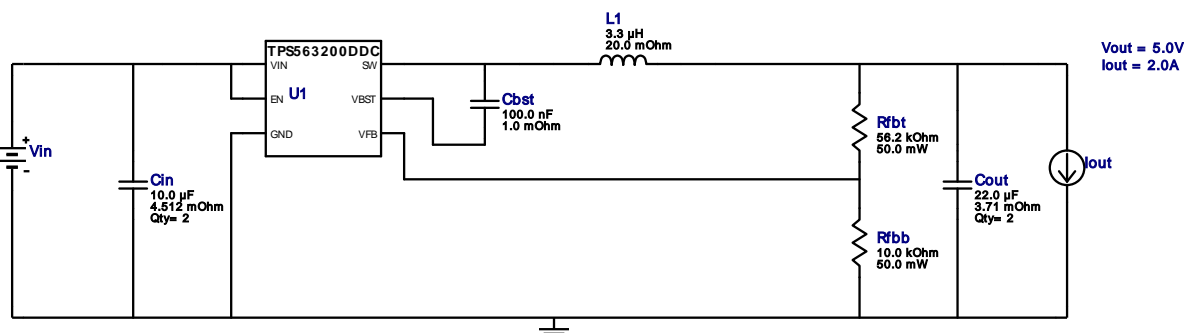 L1
3.3 µH
20.0 mOhm
Vout = 5.0V
Iout = 2.0A
TPS563200DDC
VIN
SW
EN
U1
VBST
GND
VFB
Cbst
100.0 nF
1.0 mOhm
Rfbt
56.2 kOhm
50.0 mW
+
Vin
-
Iout
Cin
10.0 µF
4.512 mOhm
Qty= 2
Cout
22.0 µF
3.71 mOhm
Qty= 2
Rfbb
10.0 kOhm
50.0 mW